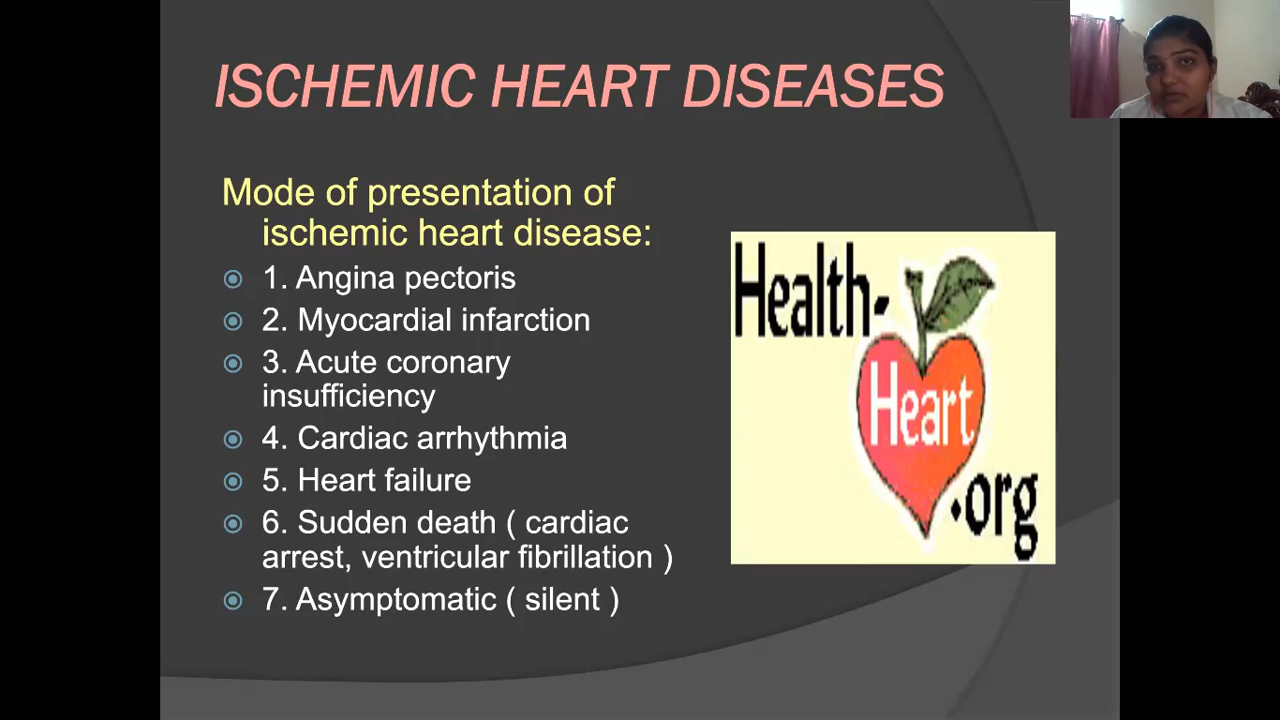 ISCHEMIC HEART DISEASES
Mode of presentation of
ischemic heart disease:
1. Angina pectoris
2. Myocardial infarction
3. Acute coronary
insufficiency
4. Cardiac arrhythmia
5. Heart failure
6. Sudden death ( cardiac
arrest, ventricular fibrillation )
7. Asymptomatic ( silent )
Health-
Heart
.org